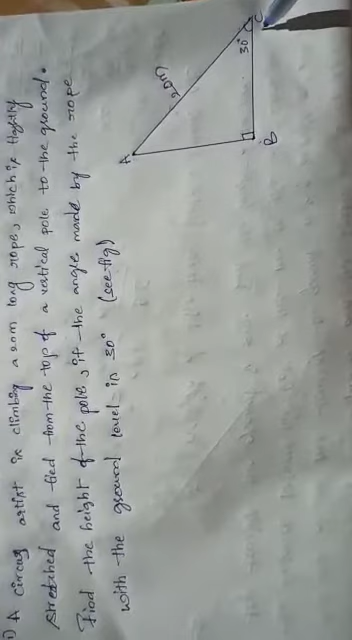 1) A circus artist is climbing a 20m long rope, which is tightly
stretched and tied from the top of a vertical pole to the ground.
Find the height of the pole, if the angle made by the rope
with the ground level is 30° (see fig)
A
20m
30°
C
B